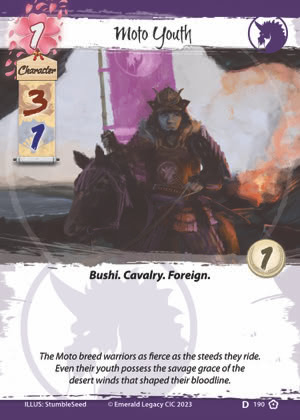 1
Moto Youth
Character
3
1
Bushi. Cavalry. Foreign.
1
The Moto breed warriors as fierce as the steeds they ride.
Even their youth possess the savage grace of the
desert winds that shaped their bloodline.
ILLUS: StumbleSeed © Emerald Legacy CIC 2023 D 190